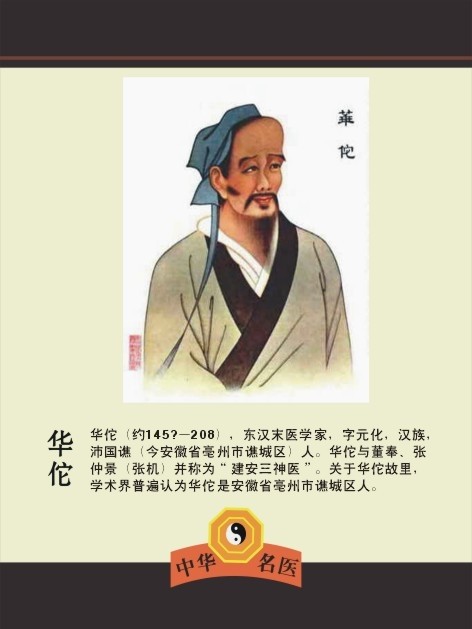 華佗
华佗
华佗（约145?—208），东汉末医学家，字元化，汉族，
沛国谯（今安徽省亳州市谯城区）人。华佗与董奉、张
仲景（张机）并称为“建安三神医”。关于华佗故里，
学术界普遍认为华佗是安徽省亳州市谯城区人。
中华 名医